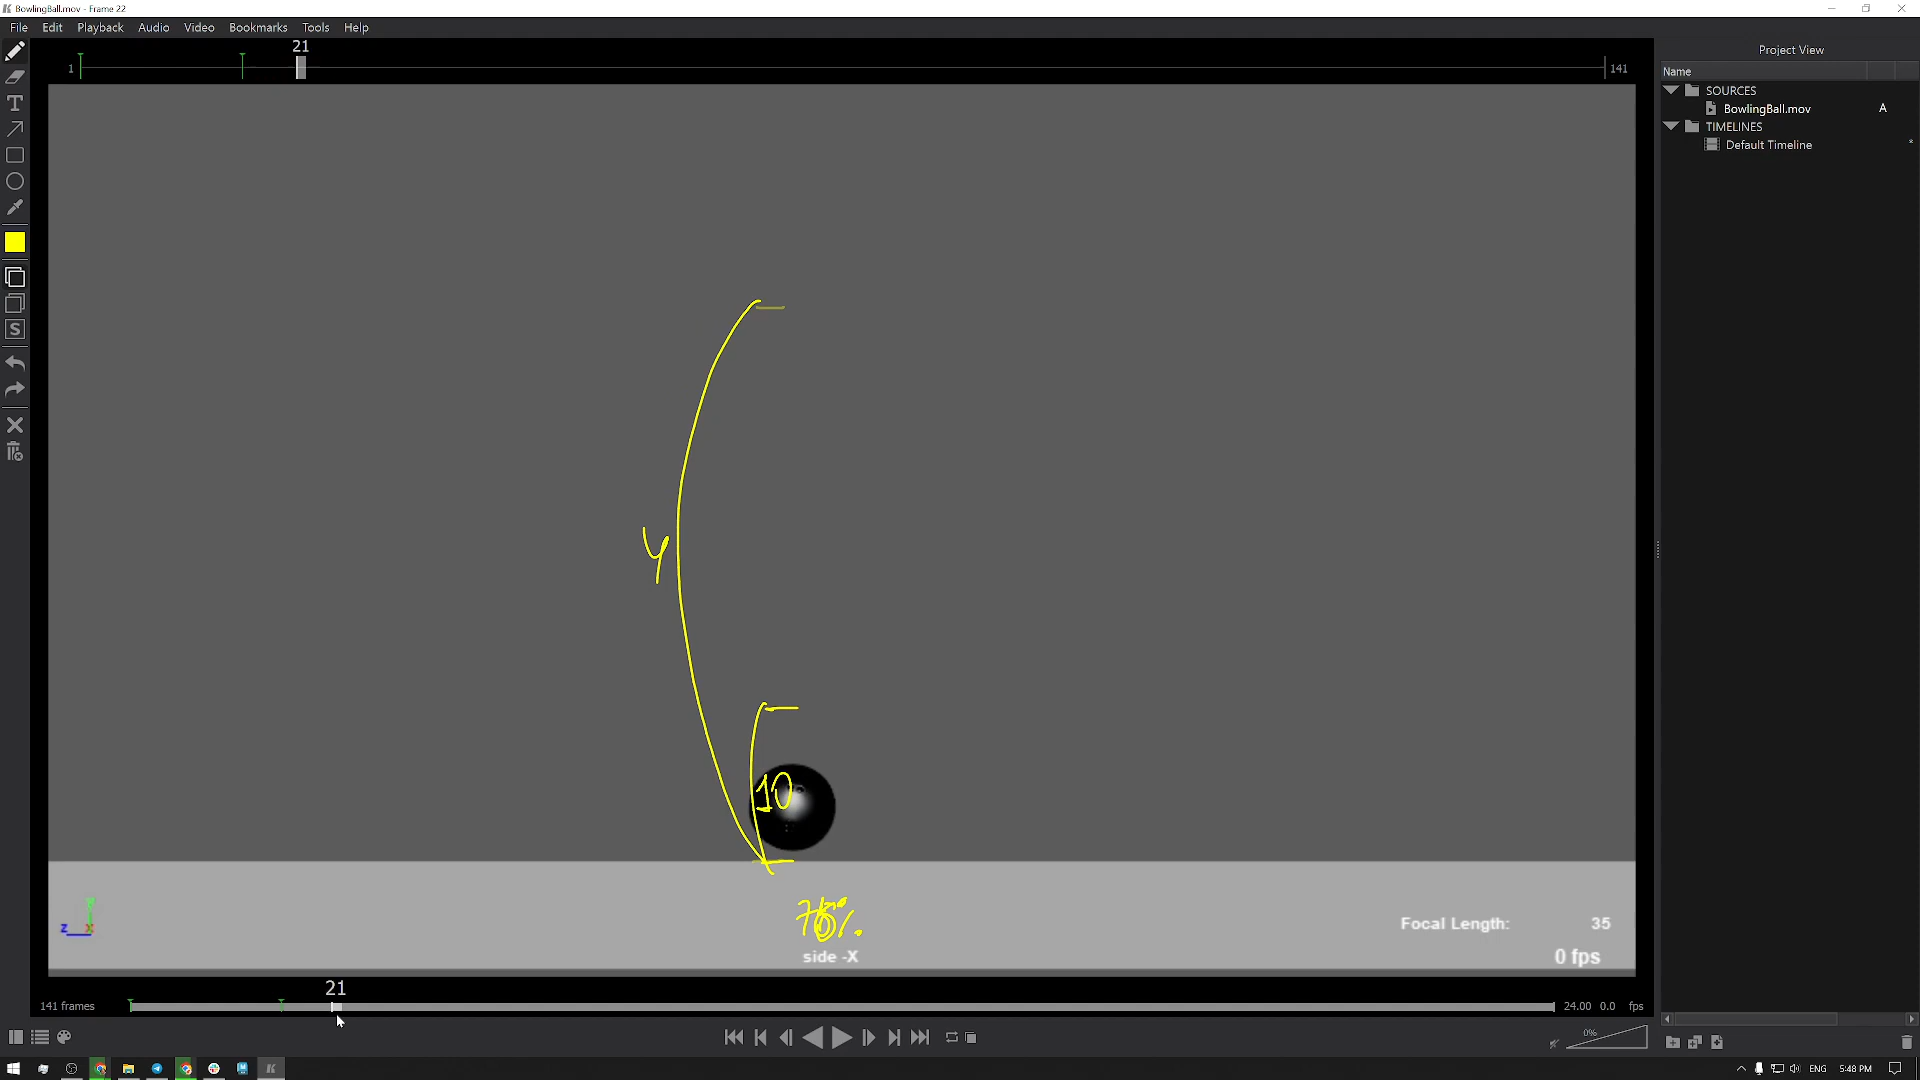 BowlingBall.mov - Frame 22
File Edit Playback Audio Video Bookmarks Tools Help
21
1 141
Project View
Name
SOURCES
BowlingBall.mov A
TIMELINES
Default Timeline *
T
S
y
10
y
z x
Focal Length: 35
side -X
0 fps
21
141 frames 24.00 0.0 fps
0%
ENG 5:48 PM